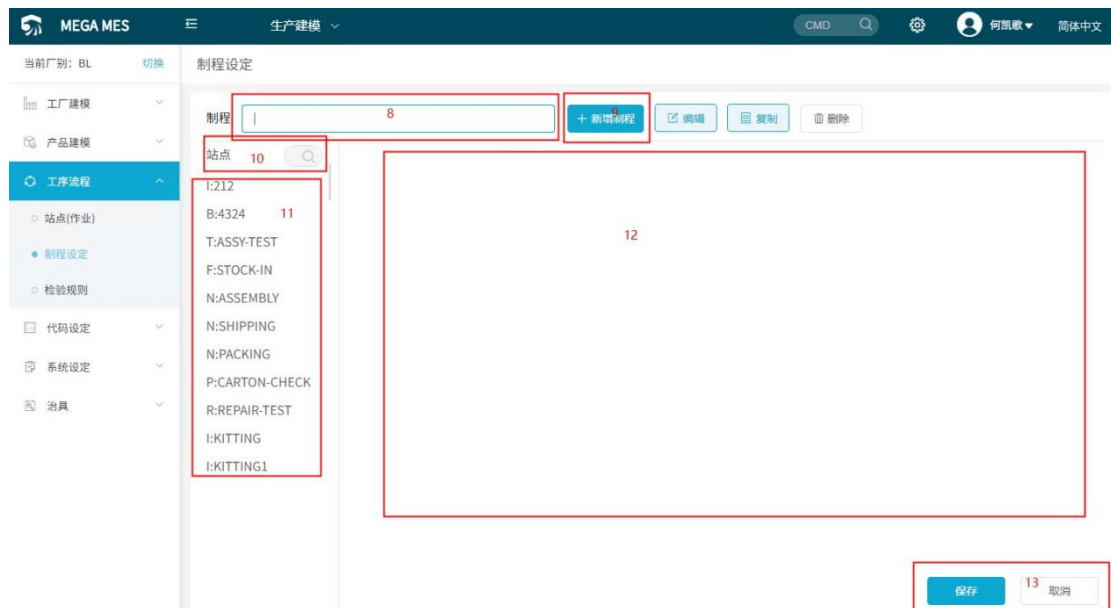 MEGA MES 生产建模 CMD 何凯歌 简体中文
当前厂别: BL 切换 制程设定
工厂建模
产品建模
工序流程
站点(作业)
制程设定
检验规则
代码设定
系统设定
治具
制程 8 + 新增制程 9 编辑 复制 删除
站点 10
I:212
B:4324 11
T:ASSY-TEST
F:STOCK-IN
N:ASSEMBLY
N:SHIPPING
N:PACKING
P:CARTON-CHECK
R:REPAIR-TEST
I:KITTING
I:KITTING1
12
保存 13 取消